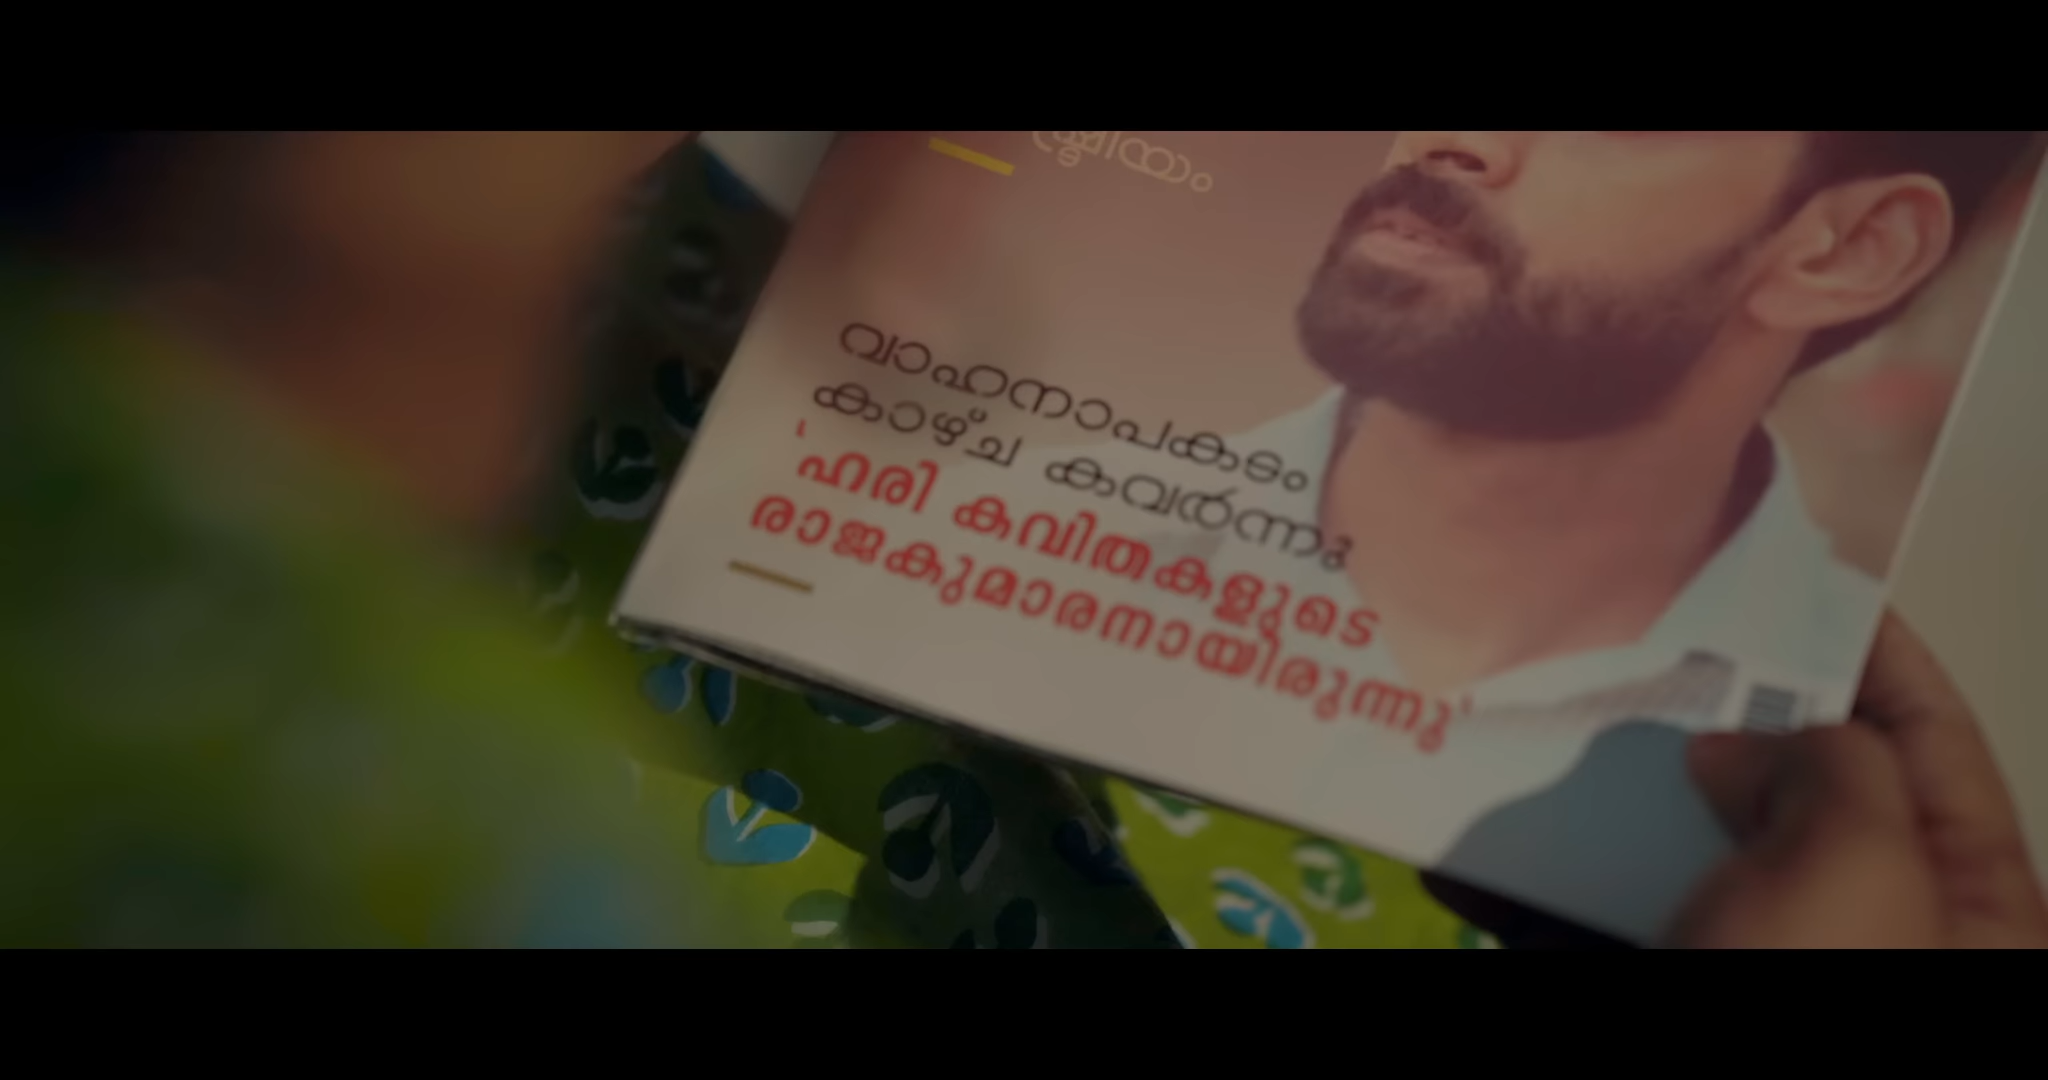 വാഹനാപകടം
കാഴ്ച കവർന്നു
'ഹരി കവിതകളുടെ
രാജകുമാരനായിരുന്നു'